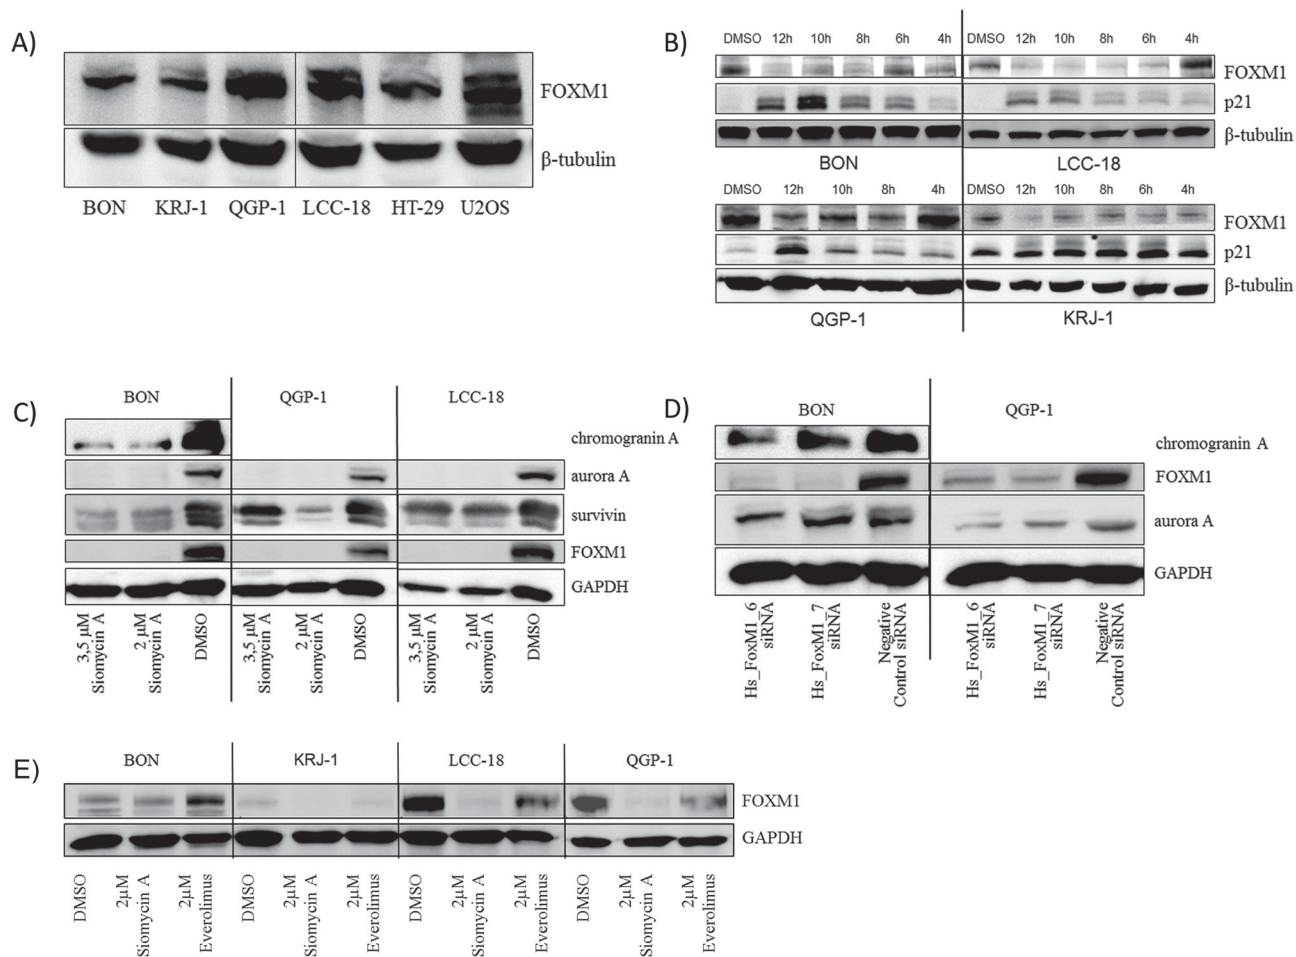 A)
FOXM1
β-tubulin
BON KRJ-1 QGP-1 LCC-18 HT-29 U2OS
B)
DMSO 12h 10h 8h 6h 4h DMSO 12h 10h 8h 6h 4h
FOXM1
p21
β-tubulin
BON LCC-18
DMSO 12h 10h 8h 4h DMSO 12h 10h 8h 6h 4h
FOXM1
p21
β-tubulin
QGP-1 KRJ-1
C)
BON QGP-1 LCC-18
chromogranin A
aurora A
survivin
FOXM1
GAPDH
3,5 µM
Siomycin A
2 µM
Siomycin A
DMSO
3,5 µM
Siomycin A
2 µM
Siomycin A
DMSO
3,5 µM
Siomycin A
2 µM
Siomycin A
DMSO
D)
BON QGP-1
chromogranin A
FOXM1
aurora A
GAPDH
Hs_FoxM1_6
siRNA
Hs_FoxM1_7
siRNA
Negative
Control siRNA
Hs_FoxM1_6
siRNA
Hs_FoxM1_7
siRNA
Negative
Control siRNA
E)
BON KRJ-1 LCC-18 QGP-1
FOXM1
GAPDH
DMSO
2µM
Siomycin A
2µM
Everolimus
DMSO
2µM
Siomycin A
2µM
Everolimus
DMSO
2µM
Siomycin A
2µM
Everolimus
DMSO
2µM
Siomycin A
2µM
Everolimus